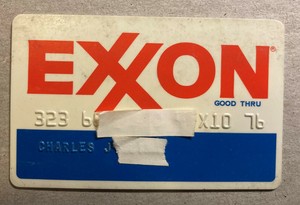 EXXON
GOOD THRU
323 6 X10 76
CHARLES J